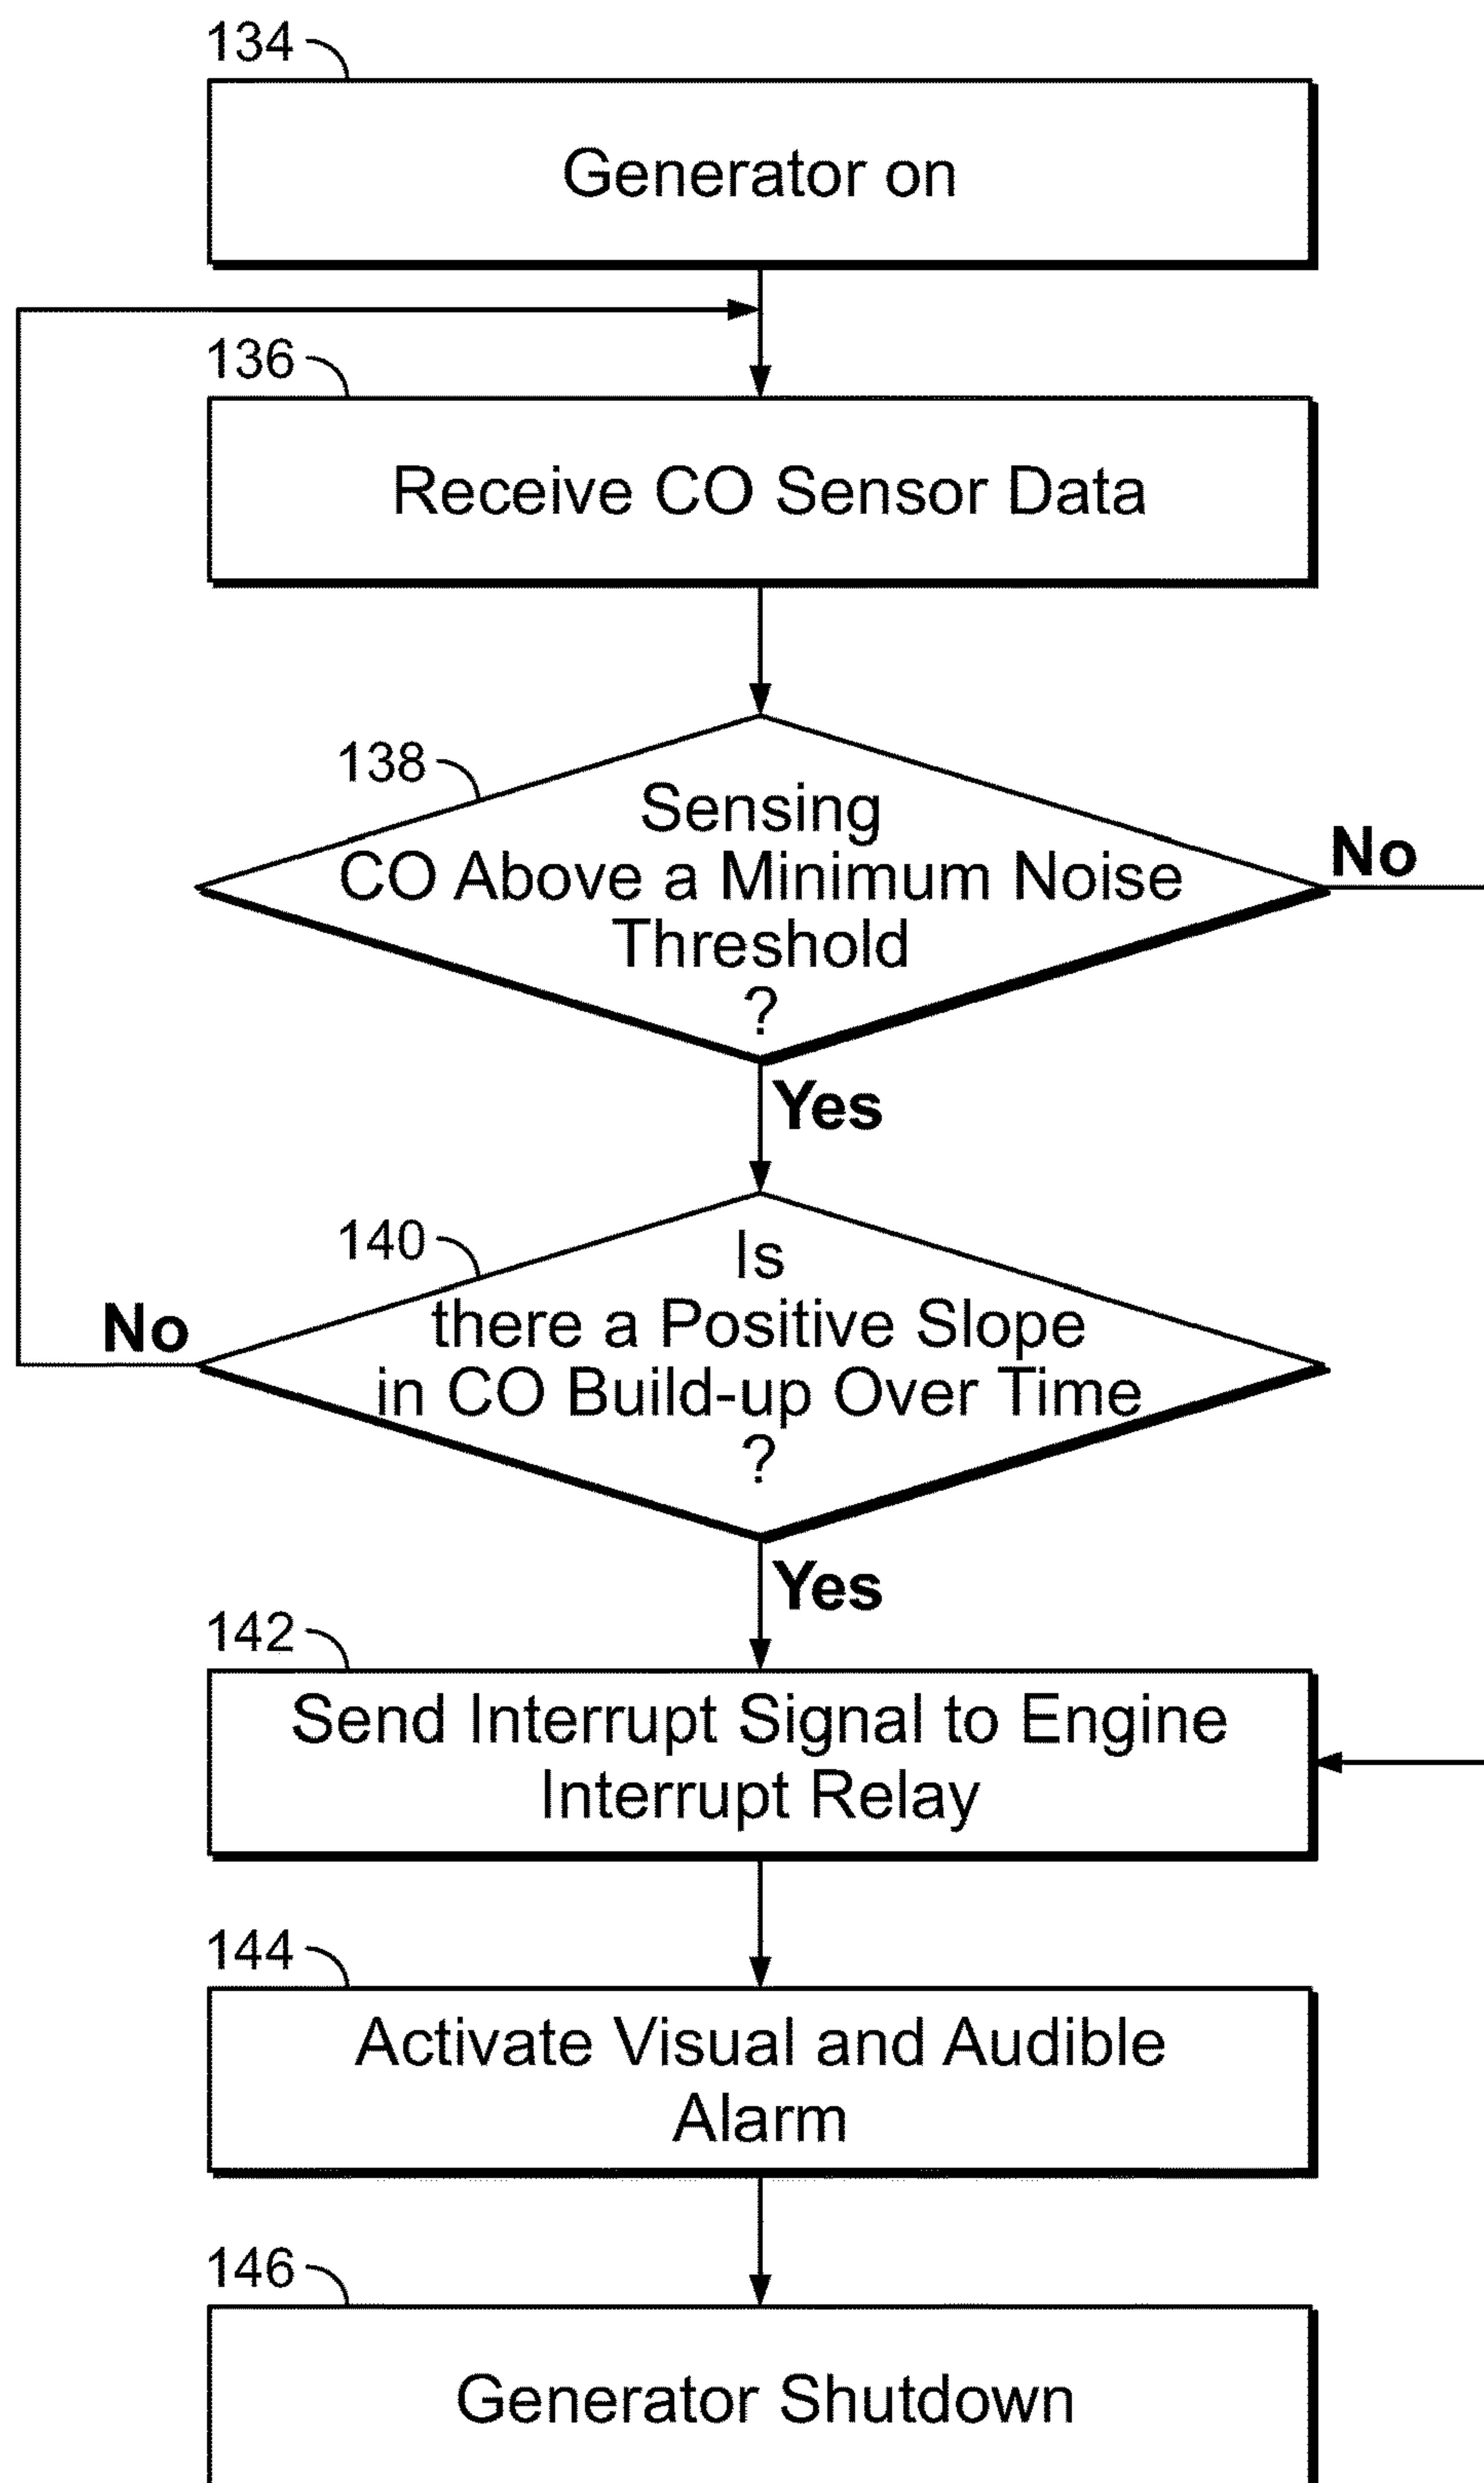 134
Generator on
136
Receive CO Sensor Data
138
Sensing
CO Above a Minimum Noise
Threshold
?
No
Yes
140
Is
there a Positive Slope
in CO Build-up Over Time
?
No
Yes
142
Send Interrupt Signal to Engine
Interrupt Relay
144
Activate Visual and Audible
Alarm
146
Generator Shutdown